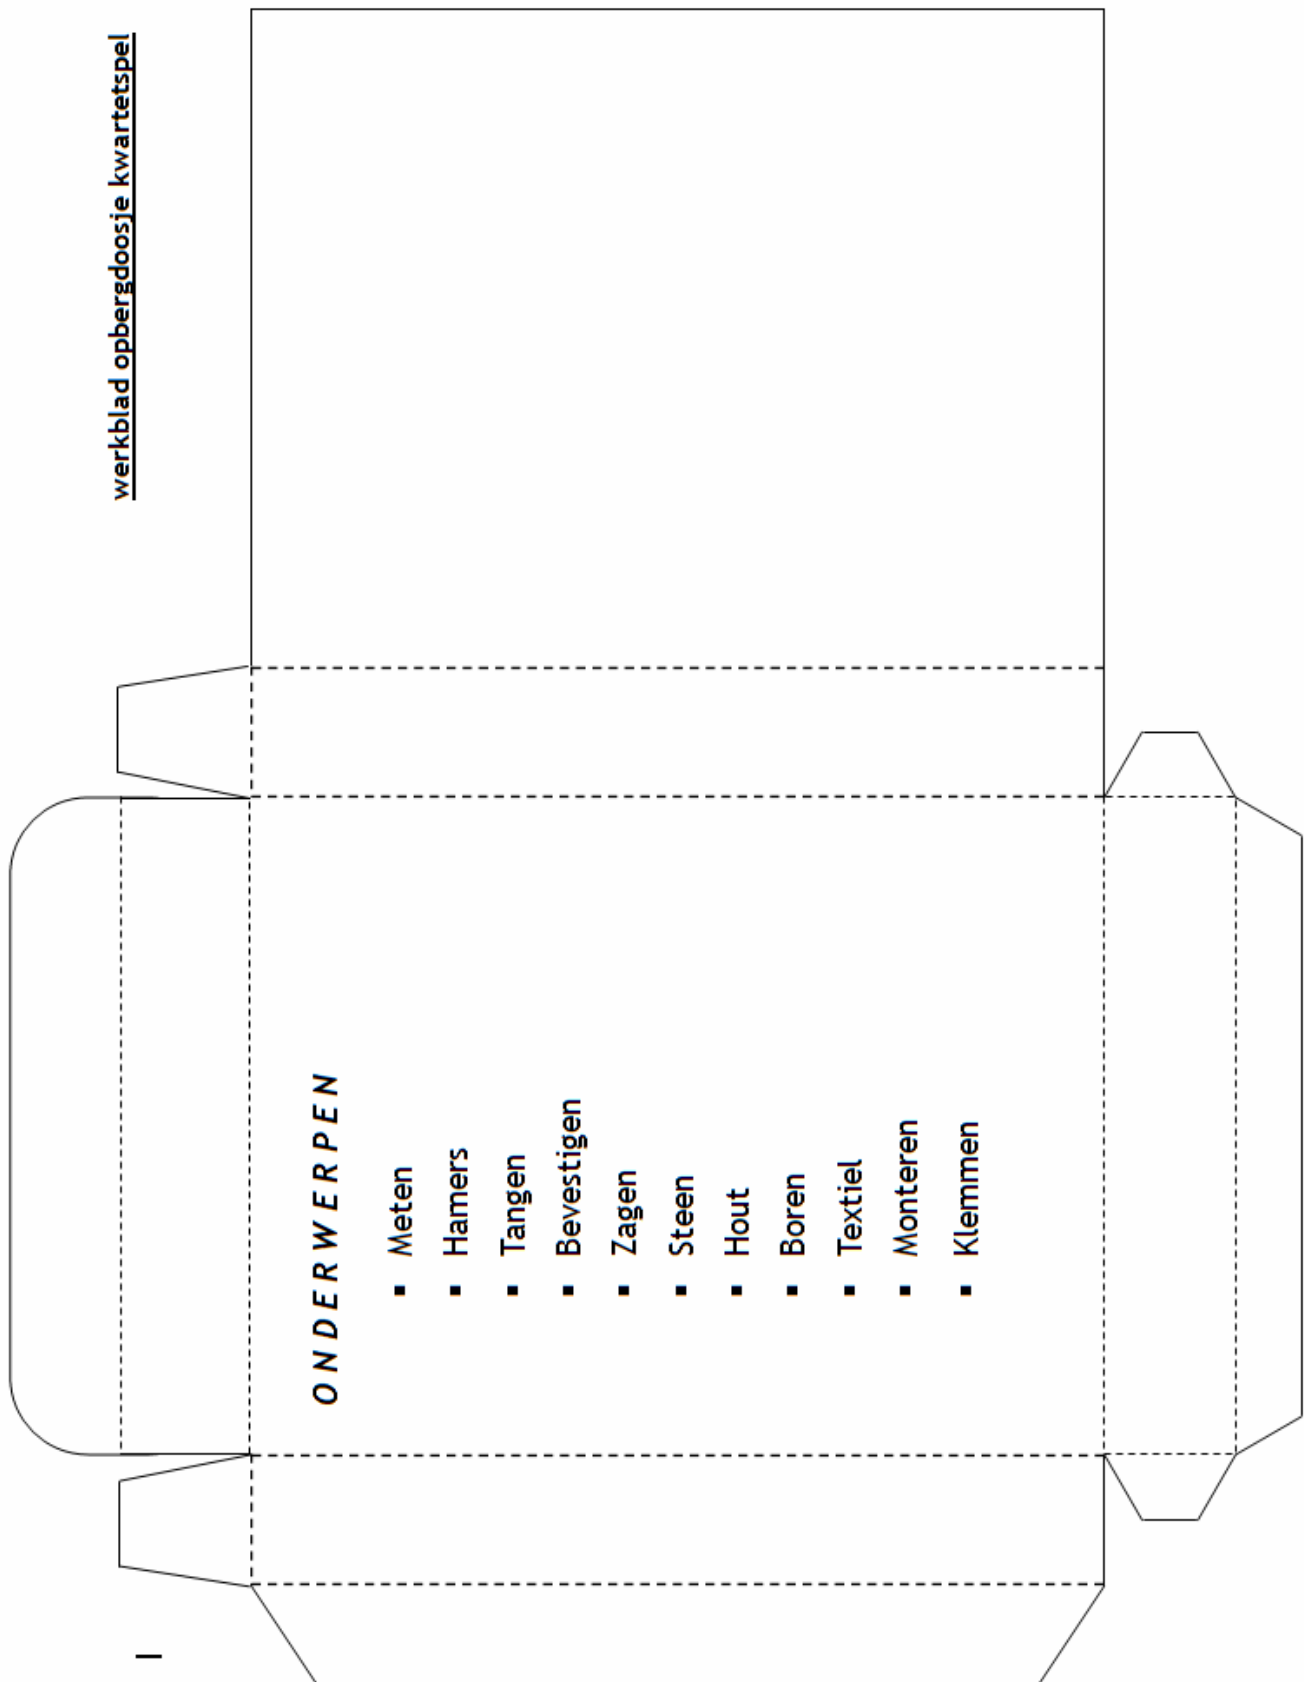 werkblad opbergdoosje kwartetspel
ONDERWERPEN
▪ Meten
▪ Hamers
▪ Tangen
▪ Bevestigen
▪ Zagen
▪ Steen
▪ Hout
▪ Boren
▪ Textiel
▪ Monteren
▪ Klemmen